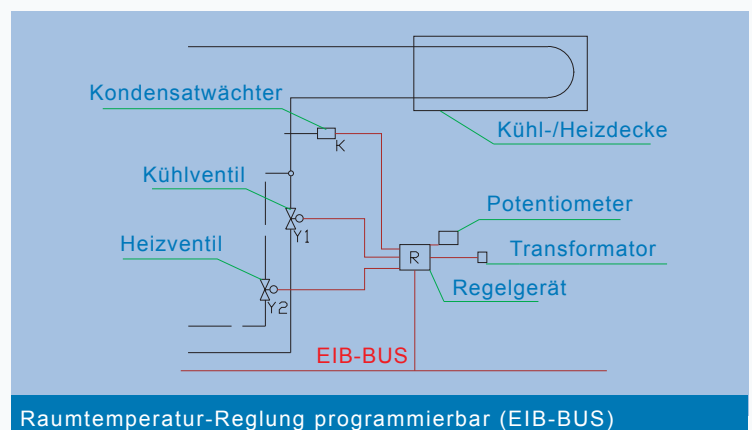 Kondensatwächter
K
Kühl-/Heizdecke
Kühlventil
Y1
Potentiometer
Heizventil
R
Transformator
Y2
Regelgerät
EIB-BUS
Raumtemperatur-Reglung programmierbar (EIB-BUS)